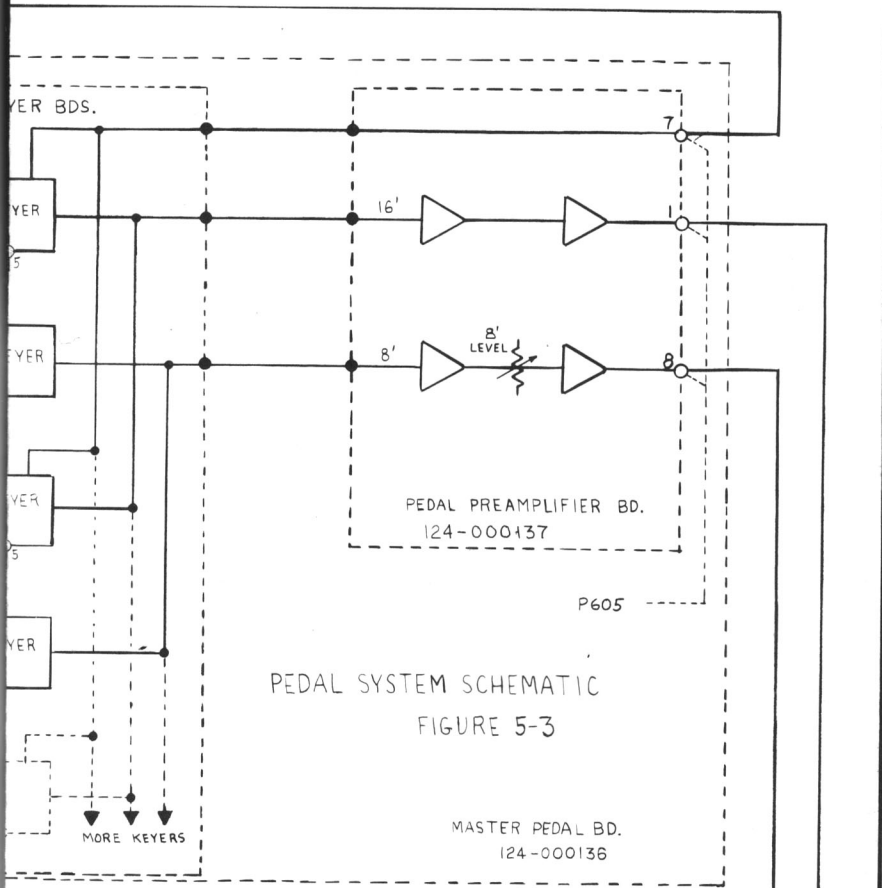 YER BDS.
7
YER
16'
1
5
8'
LEVEL
EYER
8'
8
YER
PEDAL PREAMPLIFIER BD.
124-000137
5
P605
YER
PEDAL SYSTEM SCHEMATIC
FIGURE 5-3
MORE KEYERS
MASTER PEDAL BD.
124-000136